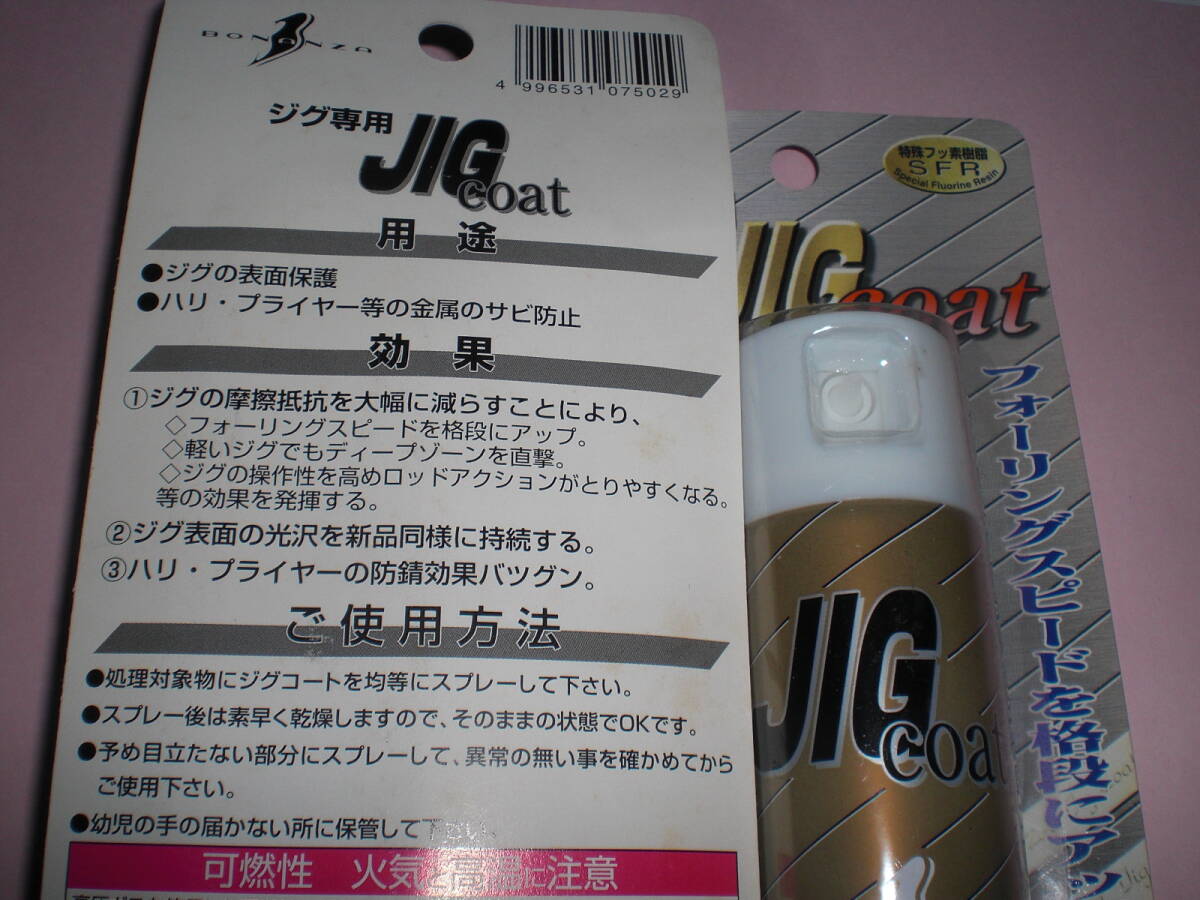 BONANZA
4 996531 075029
ジグ専用 JIG coat
用途
●ジグの表面保護
●ハリ・プライヤー等の金属のサビ防止
効果
①ジグの摩擦抵抗を大幅に減らすことにより、
◇フォーリングスピードを格段にアップ。
◇軽いジグでもディープゾーンを直撃。
◇ジグの操作性を高めロッドアクションがとりやすくなる。
等の効果を発揮する。
②ジグ表面の光沢を新品同様に持続する。
③ハリ・プライヤーの防錆効果バツグン。
ご使用方法
●処理対象物にジグコートを均等にスプレーして下さい。
●スプレー後は素早く乾燥しますので、そのままの状態でOKです。
●予め目立たない部分にスプレーして、異常の無い事を確かめてから
ご使用下さい。
●幼児の手の届かない所に保管して下さい。
可燃性 火気と高温に注意
特殊フッ素樹脂
SFR
Special Fluorine Resin
JIG
coat
フォーリングスピードを格段にアッ
JIG
coat